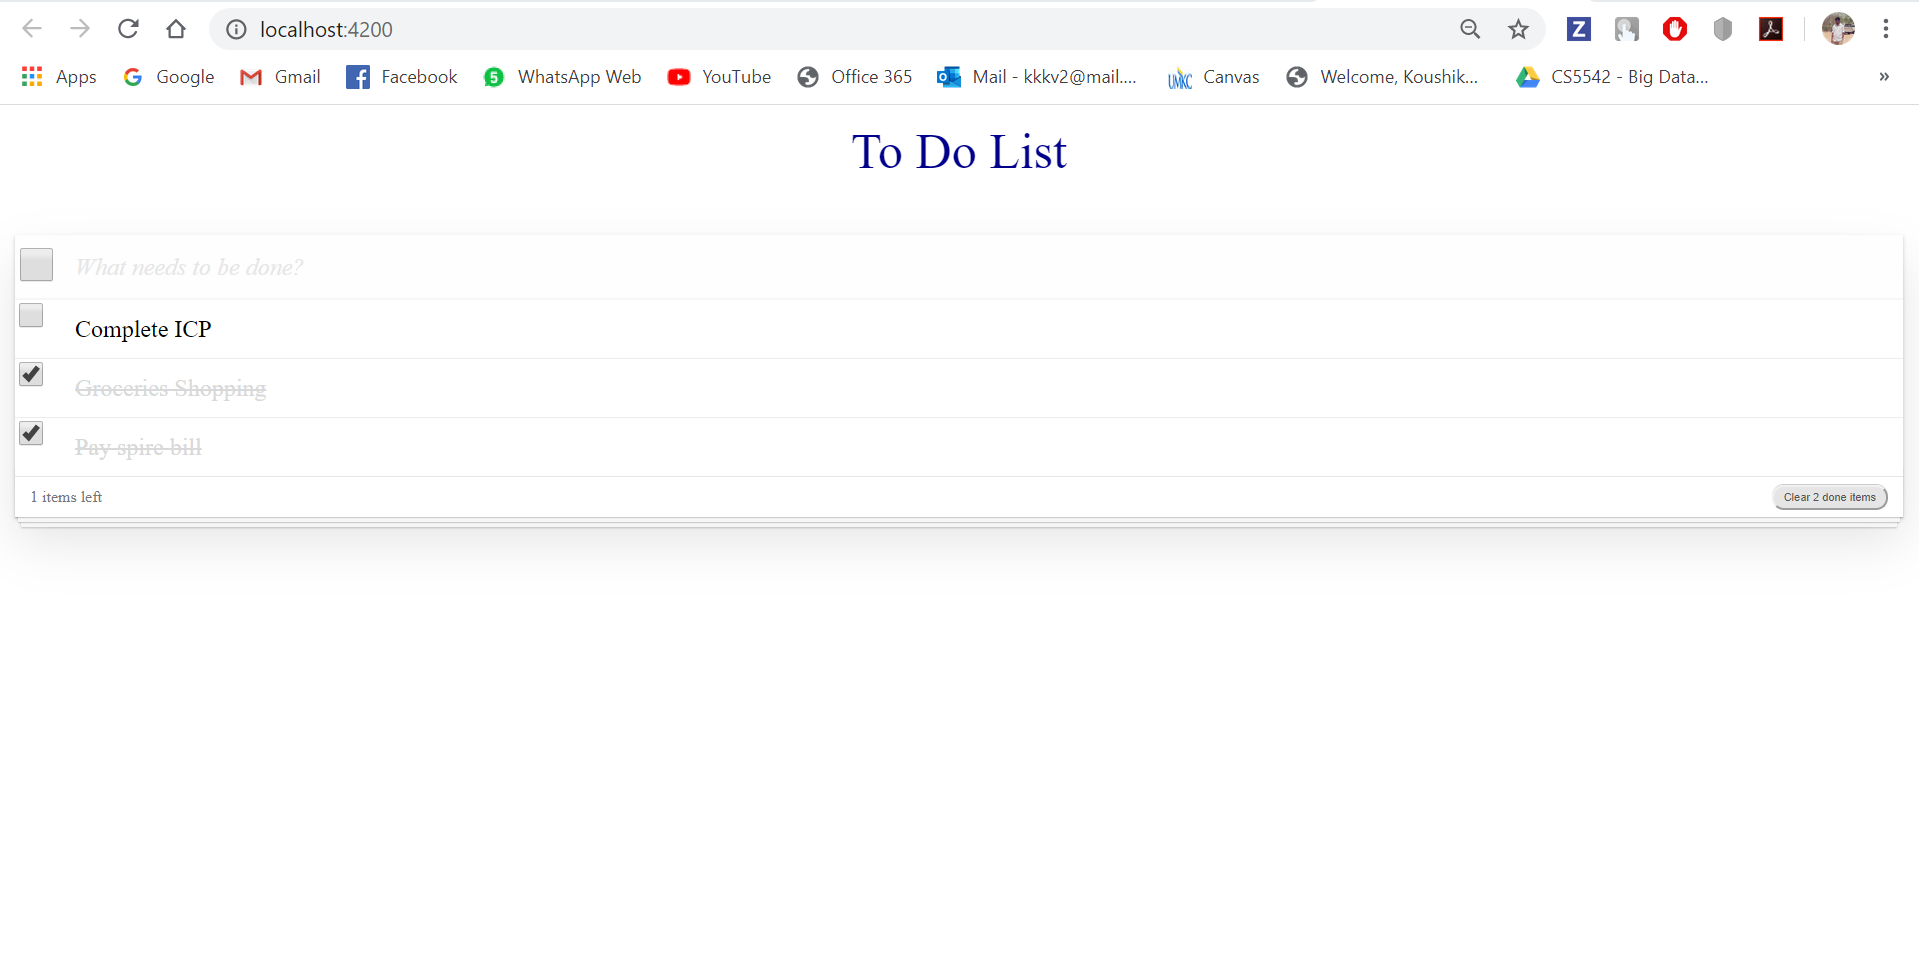 localhost:4200
Apps Google Gmail Facebook 5 WhatsApp Web YouTube Office 365 Mail - kkkv2@mail.... UMKC Canvas Welcome, Koushik... CS5542 - Big Data... »
To Do List
What needs to be done?
Complete ICP
Groceries Shopping
Pay spire bill
1 items left
Clear 2 done items